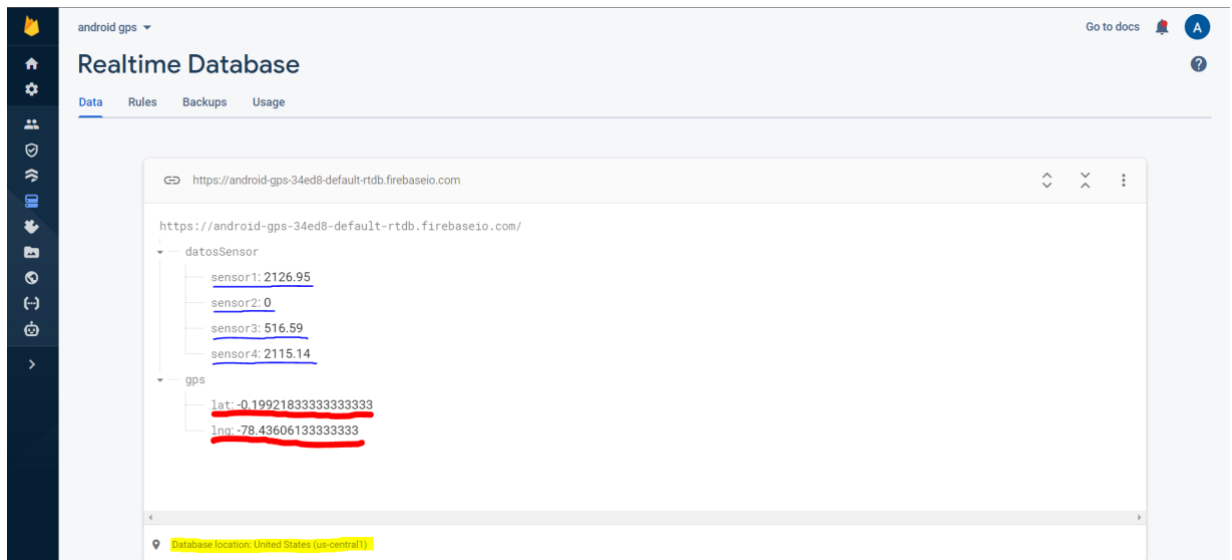 android gps
Go to docs
A
Realtime Database
Data Rules Backups Usage
https://android-gps-34ed8-default-rtdb.firebaseio.com
https://android-gps-34ed8-default-rtdb.firebaseio.com/
datosSensor
sensor1: 2126.95
sensor2: 0
sensor3: 516.59
sensor4: 2115.14
gps
lat: -0.19921833333333333
lng: -78.43606133333333
Database location: United States (us-central1)